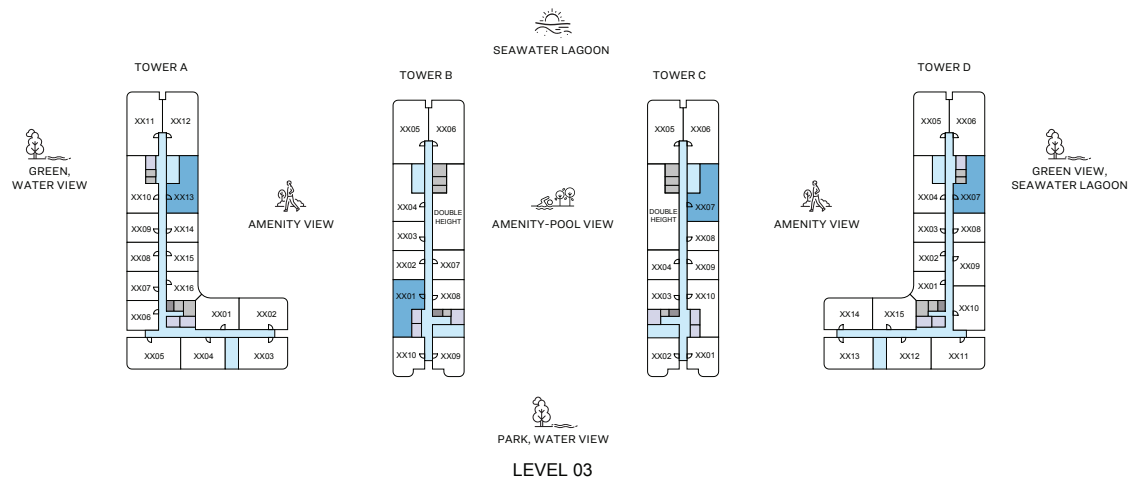 SEAWATER LAGOON
TOWER A
TOWER B
TOWER C
TOWER D
GREEN,
WATER VIEW
AMENITY VIEW
AMENITY-POOL VIEW
AMENITY VIEW
GREEN VIEW,
SEAWATER LAGOON
XX11 XX12
XX10 XX13
XX09 XX14
XX08 XX15
XX07 XX16
XX06 XX01 XX02
XX05 XX04 XX03
XX05 XX06
XX04 DOUBLE
HEIGHT
XX03
XX02 XX07
XX01 XX08
XX10 XX09
XX05 XX06
XX07
DOUBLE
HEIGHT XX08
XX04 XX09
XX03 XX10
XX02 XX01
XX05 XX06
XX04 XX07
XX03 XX08
XX02 XX09
XX01 XX10
XX14 XX15
XX13 XX12 XX11
PARK, WATER VIEW
LEVEL 03